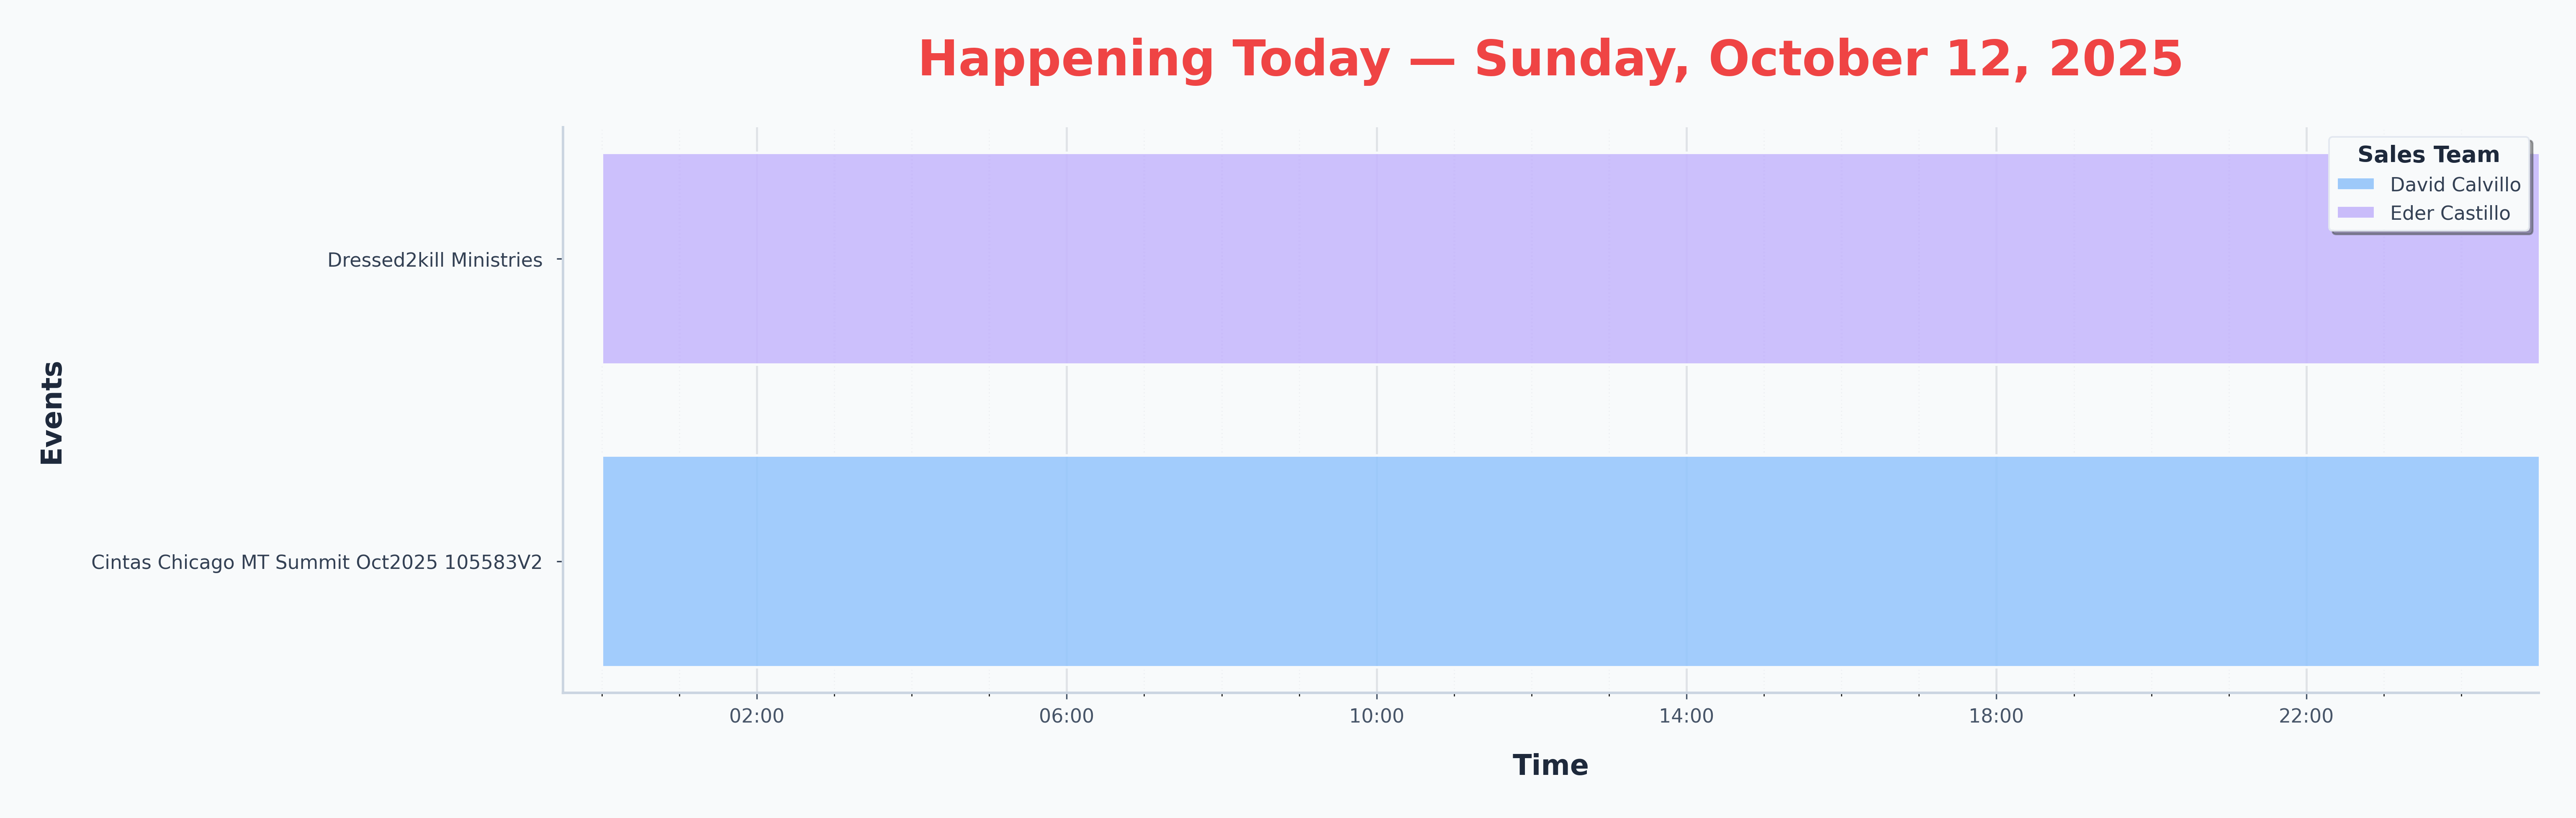 Happening Today — Sunday, October 12, 2025
Sales Team
David Calvillo
Eder Castillo
Events
Dressed2kill Ministries
Cintas Chicago MT Summit Oct2025 105583V2
02:00 06:00 10:00 14:00 18:00 22:00
Time